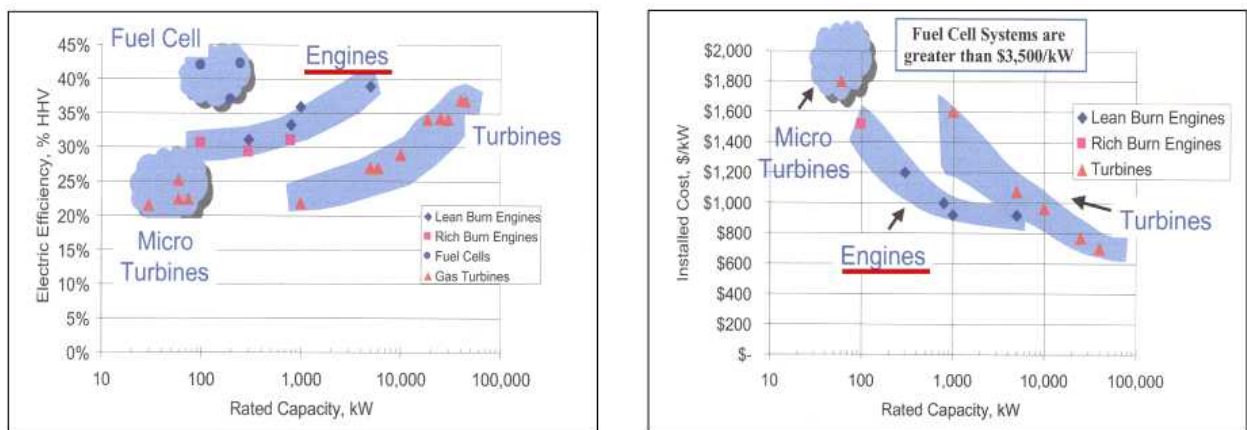 45%
40%
35%
30%
25%
20%
15%
10%
5%
0%
Electric Efficiency, % HHV
Fuel Cell
Engines
Turbines
Micro
Turbines
Lean Burn Engines
Rich Burn Engines
Fuel Cells
Gas Turbines
10
100
1,000
10,000
100,000
Rated Capacity, kW
$2,000
$1,800
$1,600
$1,400
$1,200
$1,000
$800
$600
$400
$200
$-
Installed Cost, $/kW
Fuel Cell Systems are
greater than $3,500/kW
Lean Burn Engines
Rich Burn Engines
Turbines
Micro
Turbines
Turbines
Engines
10
100
1,000
10,000
100,000
Rated Capacity, kW